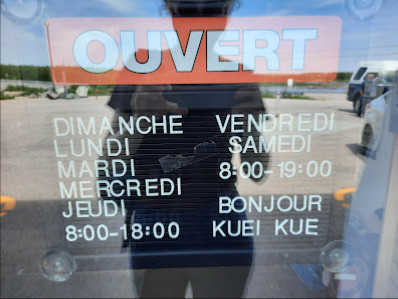 OUVERT
DIMANCHE
LUNDI
MARDI
MERCREDI
JEUDI
8:00-18:00
VENDREDI
SAMEDI
8:00-19:00
BONJOUR
KUEI KUE